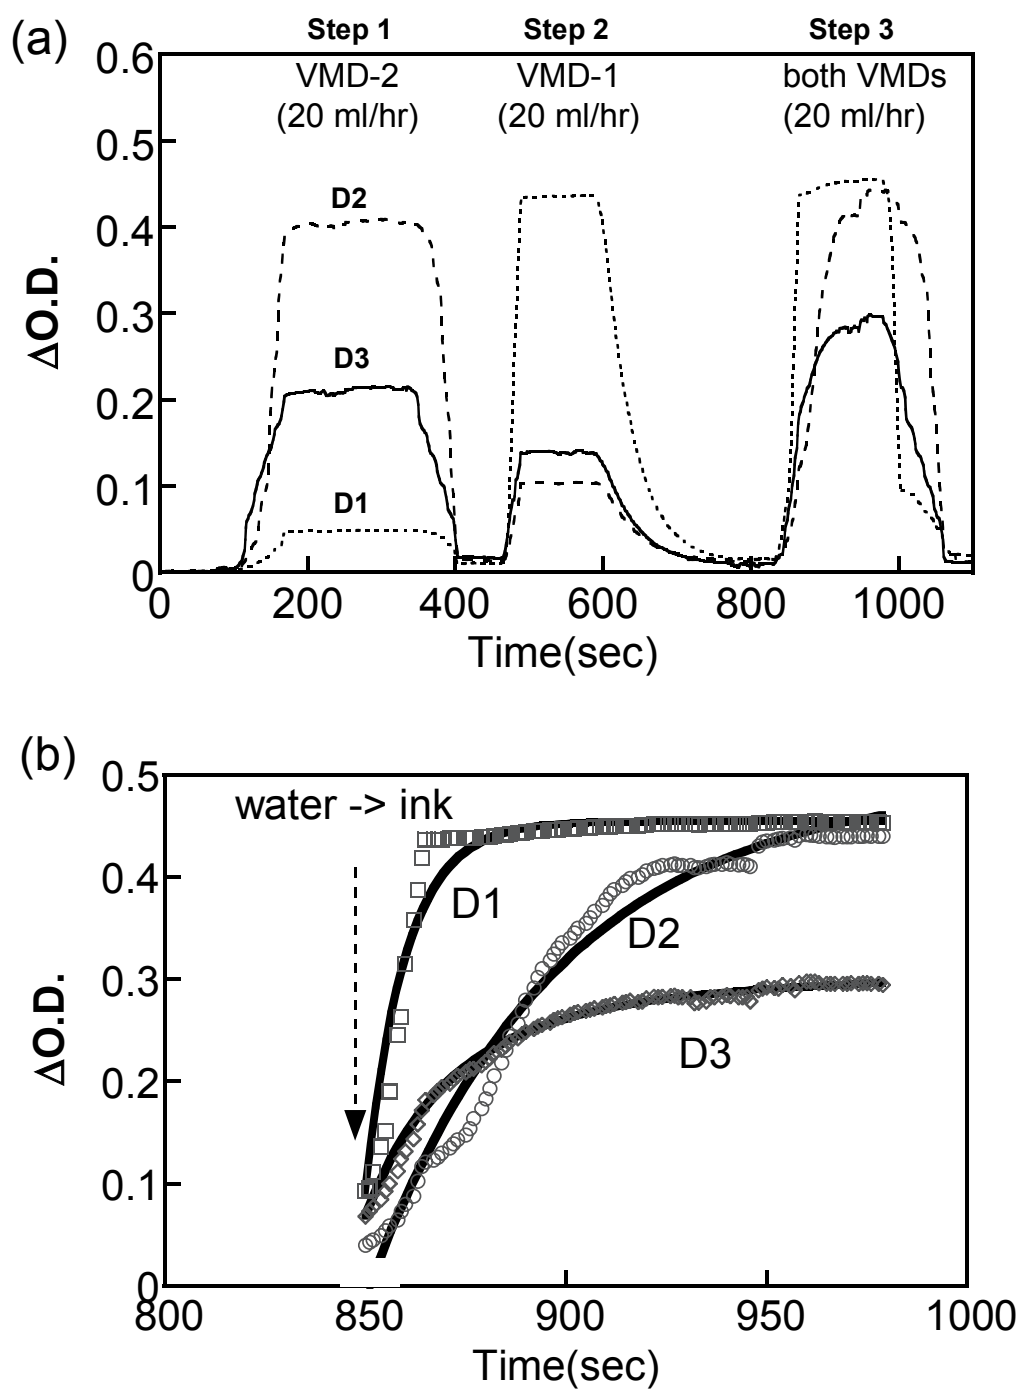 (a)
Step 1 Step 2 Step 3
0.6
VMD-2 VMD-1 both VMDs
(20 ml/hr) (20 ml/hr) (20 ml/hr)
0.5
D2
0.4
ΔO.D.
0.3
D3
0.2
D1
0.1
0
0 200 400 600 800 1000
Time(sec)
(b)
0.5
water -> ink
0.4
D1
D2
0.3
ΔO.D.
D3
0.2
0.1
0
800 850 900 950 1000
Time(sec)